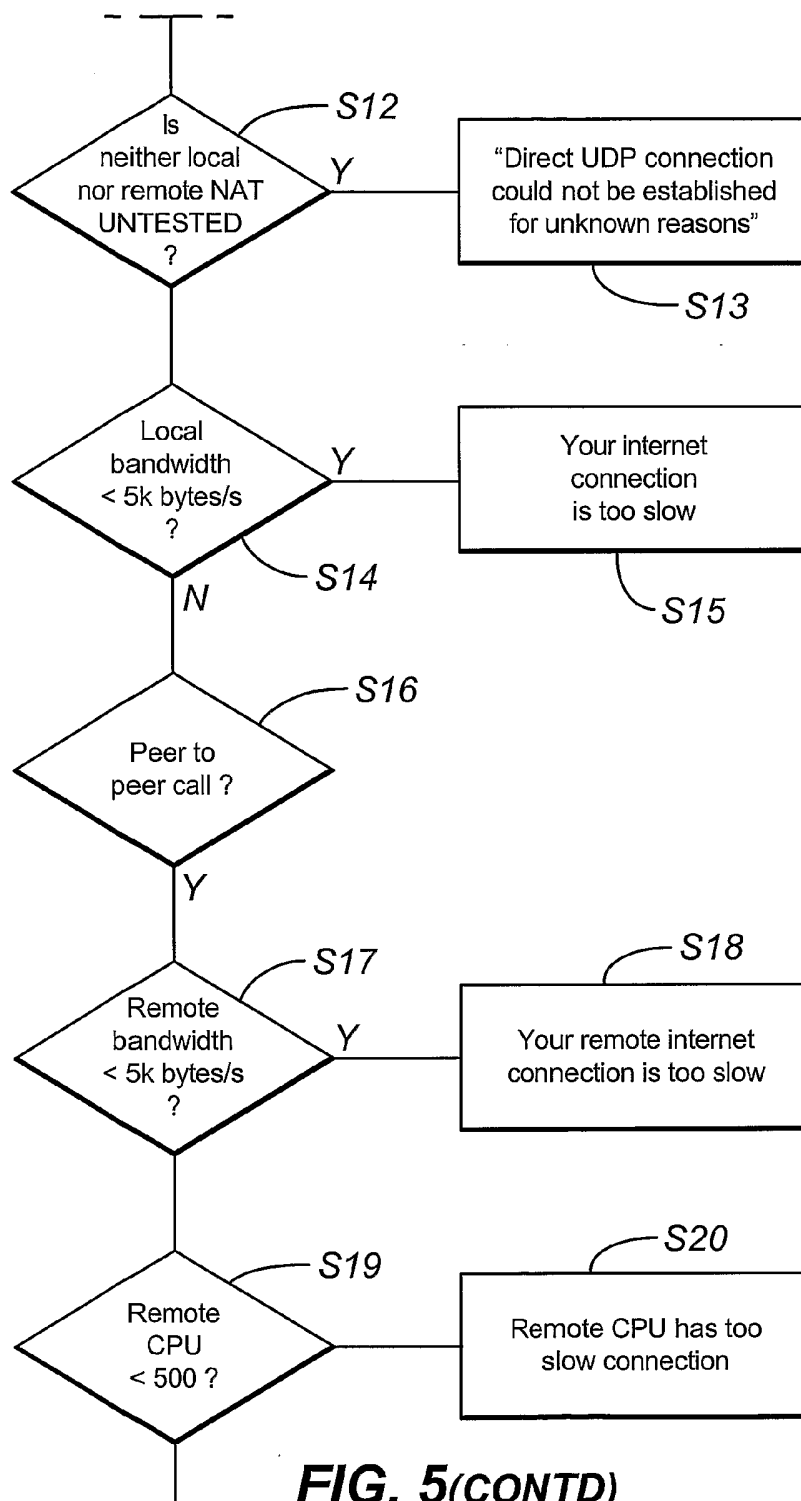 S12
Is
neither local
nor remote NAT
UNTESTED
?
Y
“Direct UDP connection
could not be established
for unknown reasons”
S13
Local
bandwidth
< 5k bytes/s
?
Y
N
S14
Your internet
connection
is too slow
S15
S16
Peer to
peer call ?
Y
S17
Remote
bandwidth
< 5k bytes/s
?
Y
S18
Your remote internet
connection is too slow
S19
Remote
CPU
< 500 ?
S20
Remote CPU has too
slow connection
FIG. 5(CONTD)